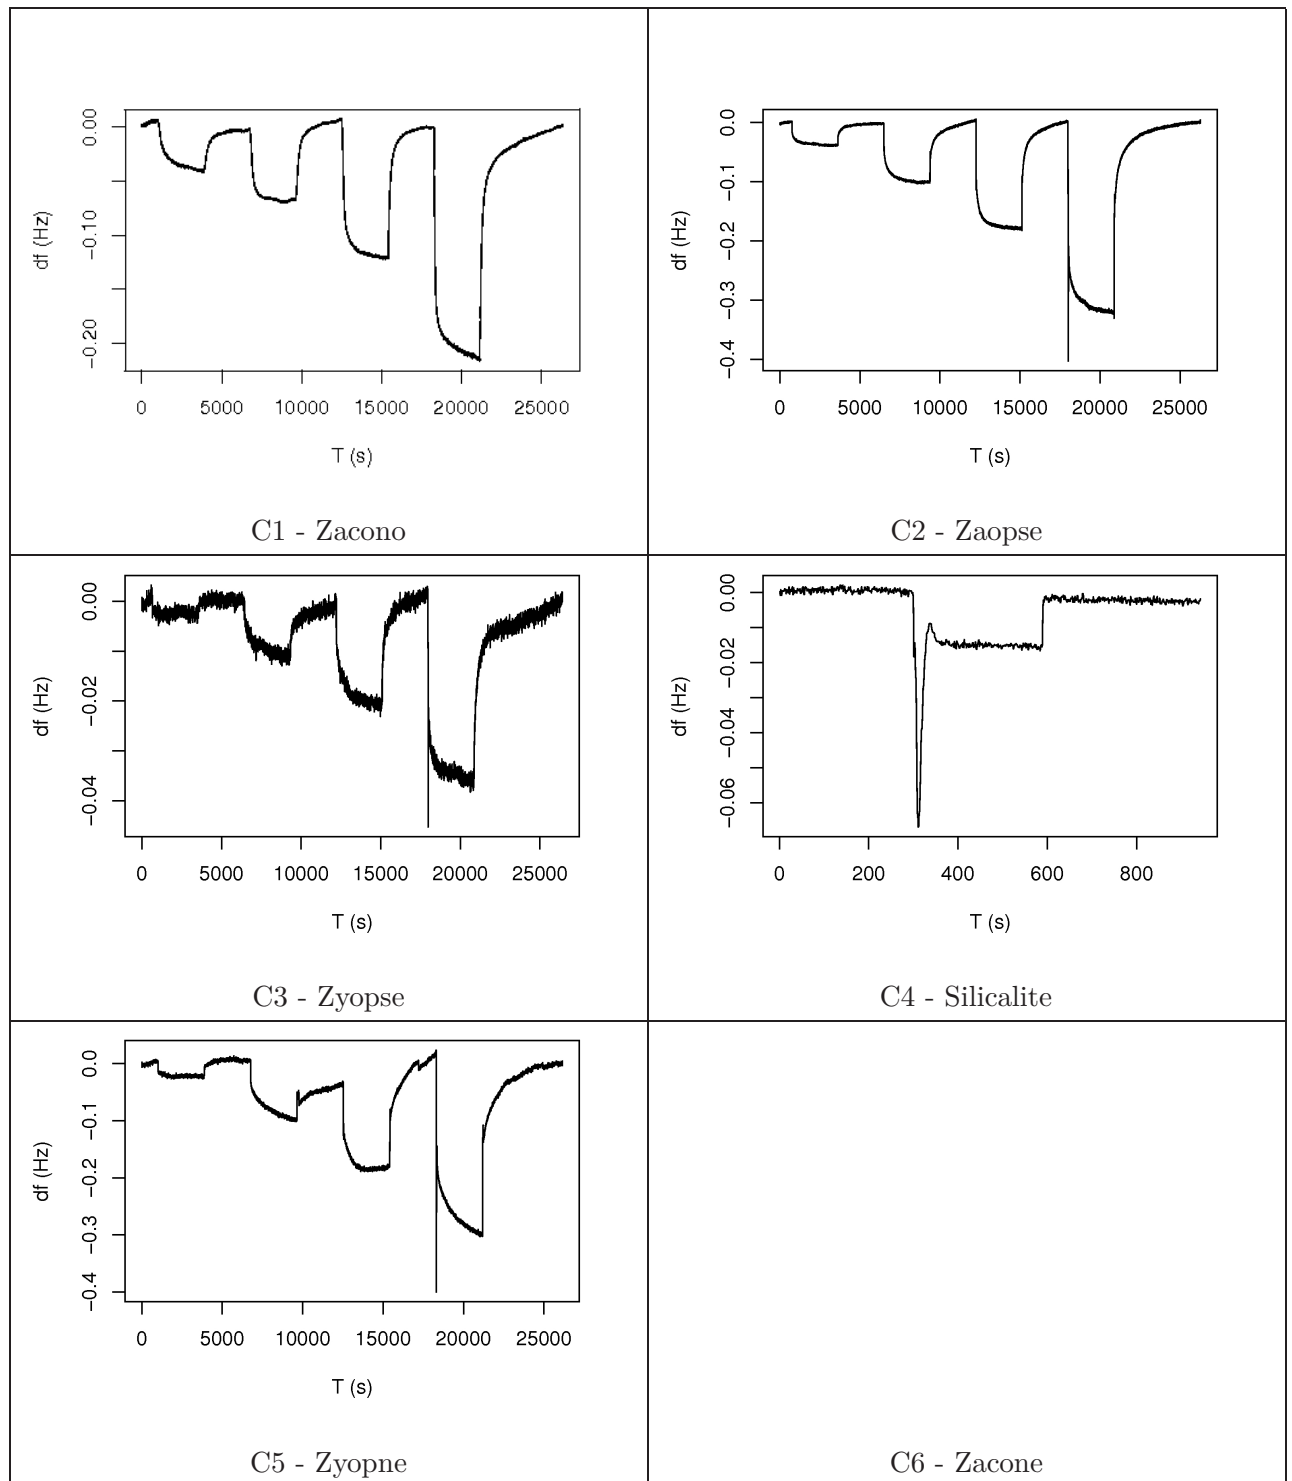 0.00
−0.10
−0.20
df (Hz)
0 5000 10000 15000 20000 25000
T (s)
C1 - Zacono
0.0
−0.1
−0.2
−0.3
−0.4
df (Hz)
0 5000 10000 15000 20000 25000
T (s)
C2 - Zaopse
0.00
−0.02
−0.04
df (Hz)
0 5000 10000 15000 20000 25000
T (s)
C3 - Zyopse
0.00
−0.02
−0.04
−0.06
df (Hz)
0 200 400 600 800
T (s)
C4 - Silicalite
0.0
−0.1
−0.2
−0.3
−0.4
df (Hz)
0 5000 10000 15000 20000 25000
T (s)
C5 - Zyopne
C6 - Zacone